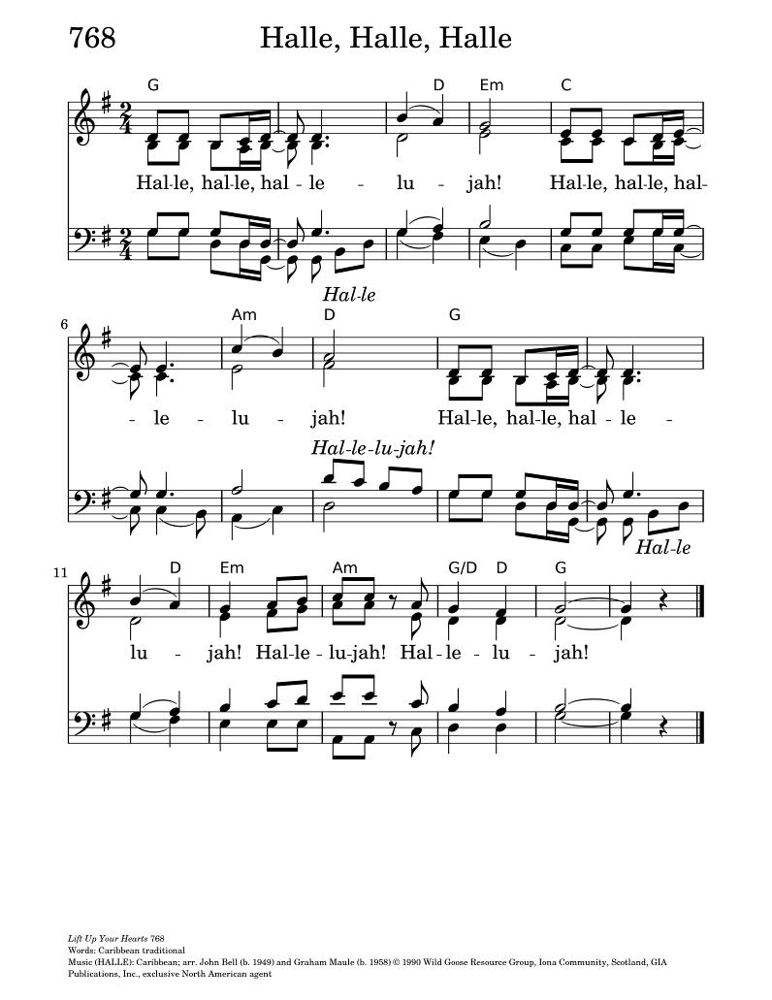 768 Halle, Halle, Halle
G D Em C
2 4
Hal-le, hal-le, hal - le - lu - jah! Hal-le, hal-le, hal-
2 4
Hal-le
6 Am D G
- le - lu - jah! Hal-le, hal-le, hal - le -
Hal-le-lu-jah!
Hal-le
11 D Em Am G/D D G
lu - jah! Hal-le - lu-jah! Hal-le - lu - jah!
Lift Up Your Hearts 768
Words: Caribbean traditional
Music (HALLE): Caribbean; arr. John Bell (b. 1949) and Graham Maule (b. 1958) © 1990 Wild Goose Resource Group, Iona Community, Scotland, GIA
Publications, Inc., exclusive North American agent